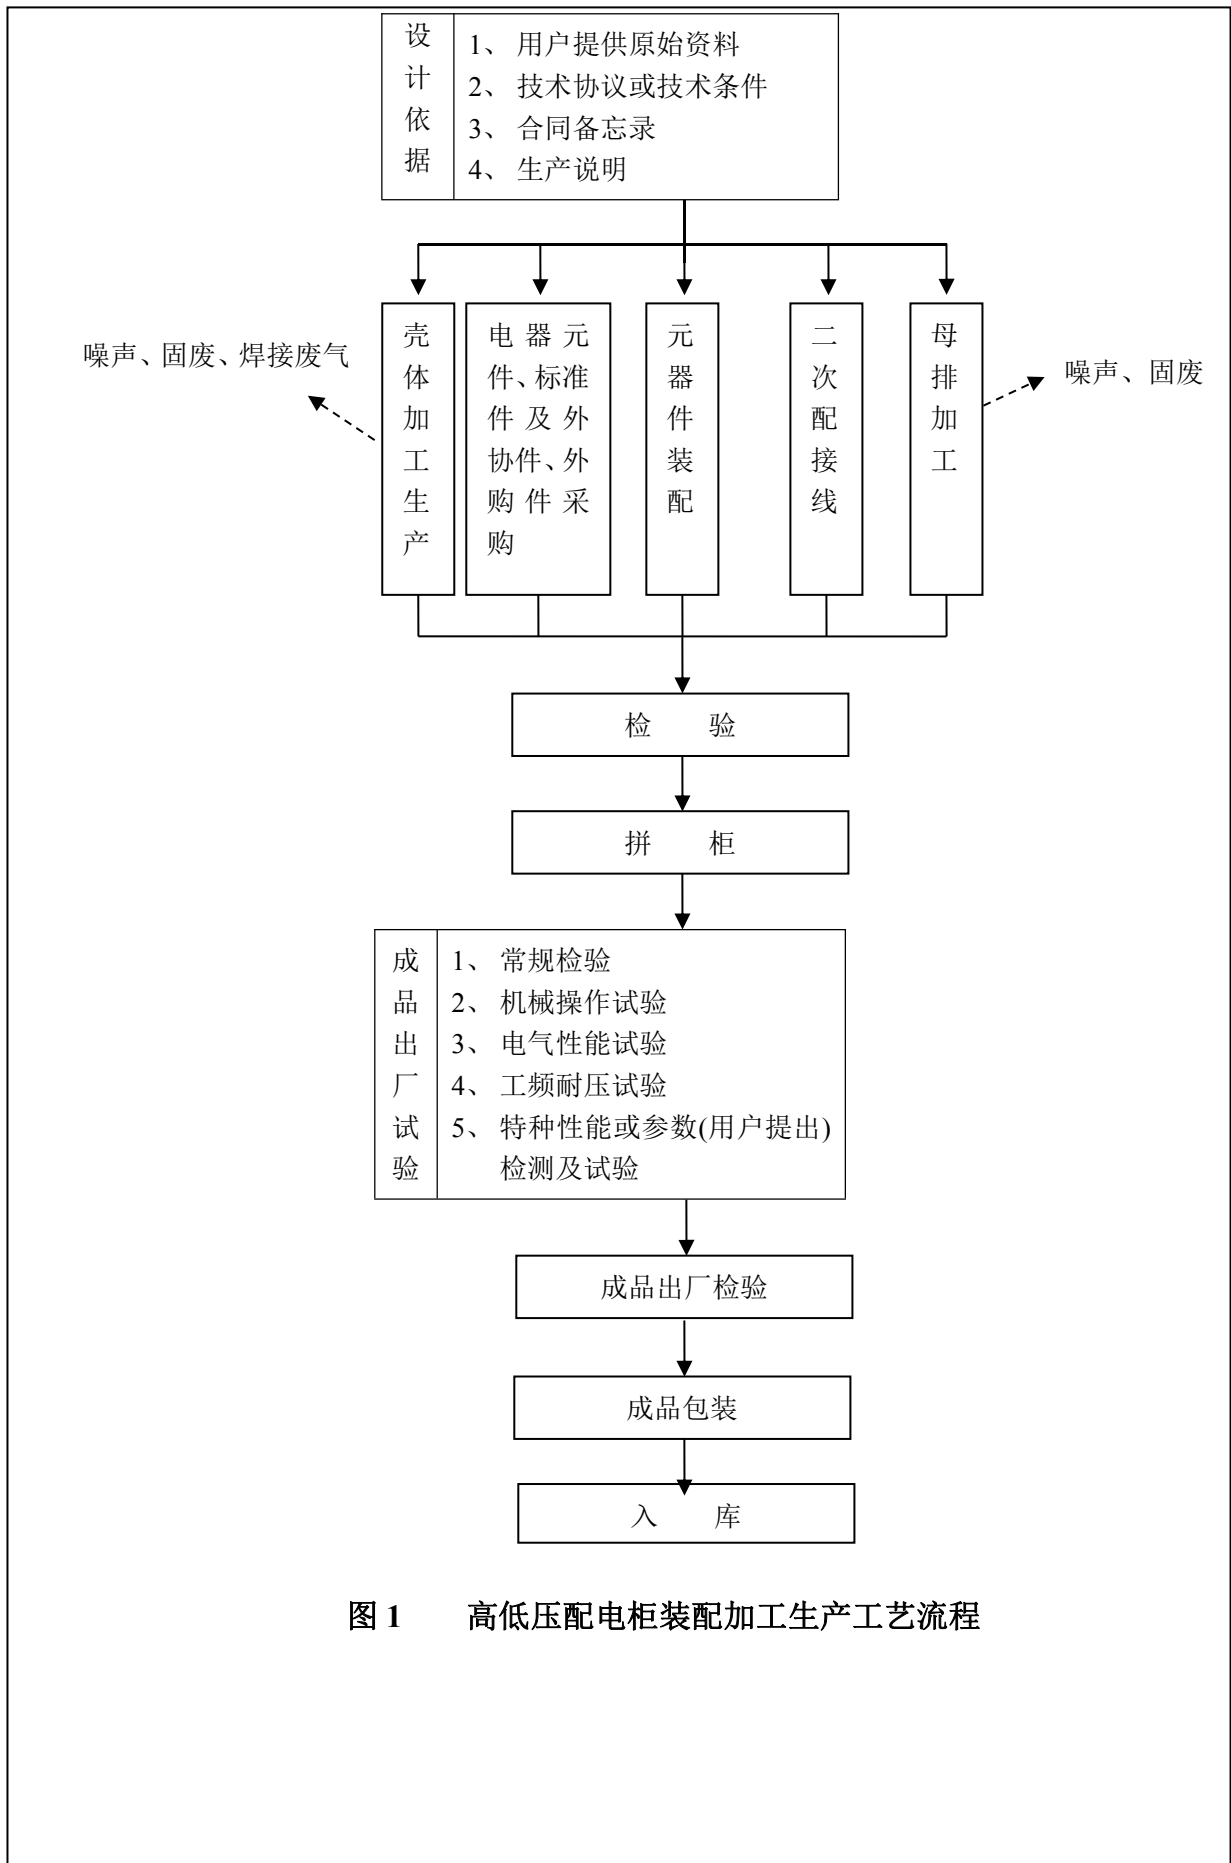 设
计
依
据
1、 用户提供原始资料
2、 技术协议或技术条件
3、 合同备忘录
4、 生产说明
噪声、固废、焊接废气
壳
体
加
工
生
产
电 器 元
件、标准
件 及 外
协件、外
购 件 采
购
元
器
件
装
配
二
次
配
接
线
母
排
加
工
噪声、固废
检 验
拼 柜
成
品
出
厂
试
验
1、 常规检验
2、 机械操作试验
3、 电气性能试验
4、 工频耐压试验
5、 特种性能或参数(用户提出)
检测及试验
成品出厂检验
成品包装
入 库
图 1 高低压配电柜装配加工生产工艺流程